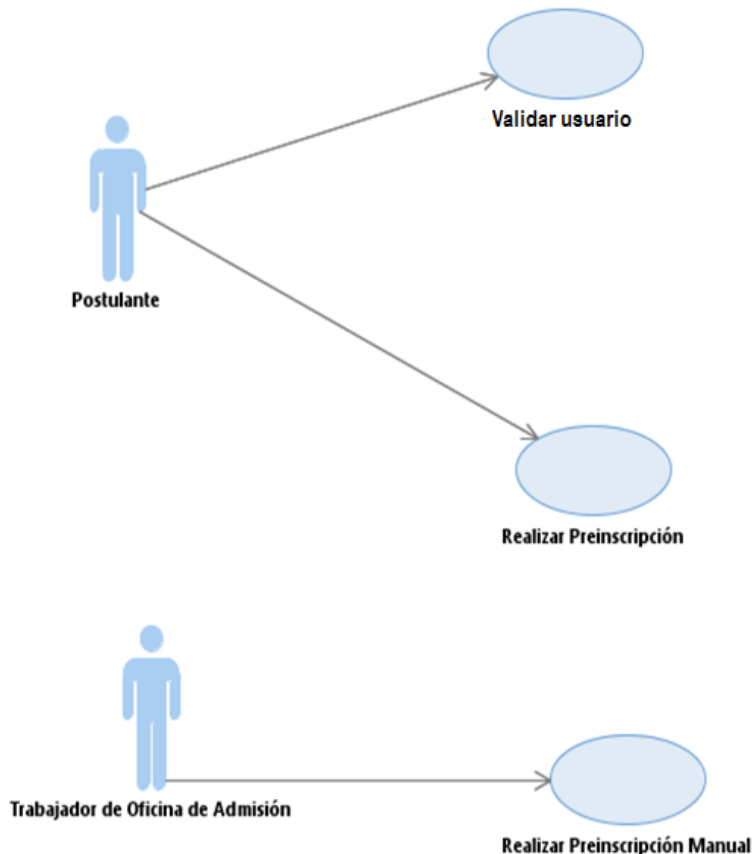 Validar usuario
Postulante
Realizar Preinscripción
Trabajador de Oficina de Admisión
Realizar Preinscripción Manual